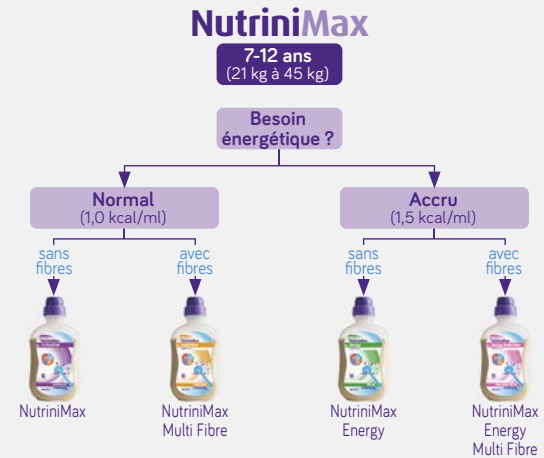 NutriniMax
7-12 ans
(21 kg à 45 kg)
Besoin
énergétique ?
Normal
(1,0 kcal/ml)
Accru
(1,5 kcal/ml)
sans
fibres
avec
fibres
sans
fibres
avec
fibres
NutriniMax
NutriniMax
Multi Fibre
NutriniMax
Energy
NutriniMax
Energy
Multi Fibre